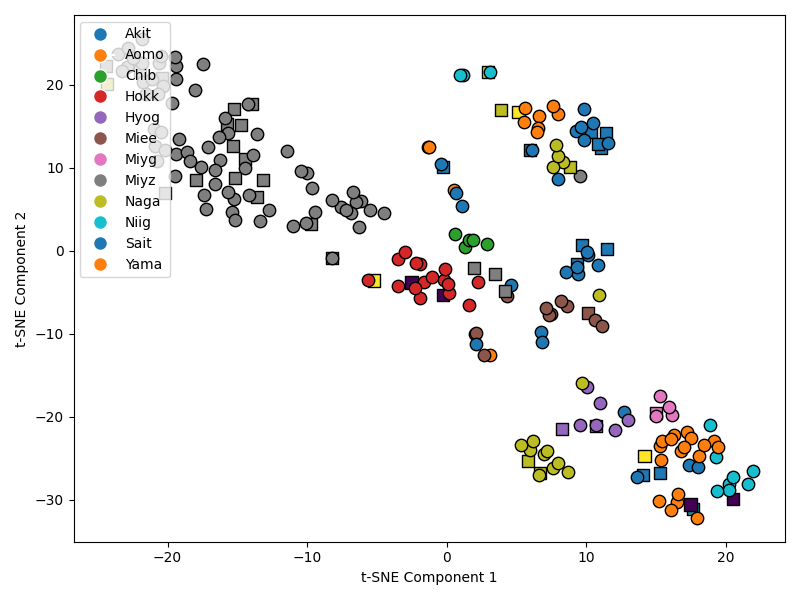 Akit
Aomo
Chib
Hokk
Hyog
Miee
Miyg
Miyz
Naga
Niig
Sait
Yama
t-SNE Component 2
20
10
0
−10
−20
−30
−20
−10
0
10
20
t-SNE Component 1